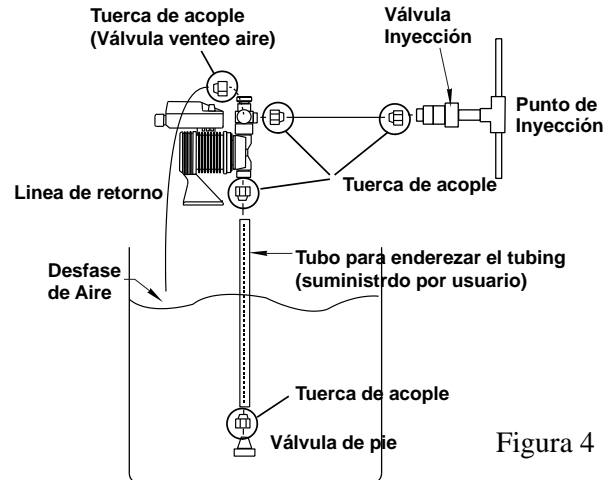 Tuerca de acople
(Válvula venteo aire)
Válvula
Inyección
Punto de
Inyección
Linea de retorno
Tuerca de acople
Desfase
de Aire
Tubo para enderezar el tubing
(suministrdo por usuario)
Tuerca de acople
Válvula de pie
Figura 4